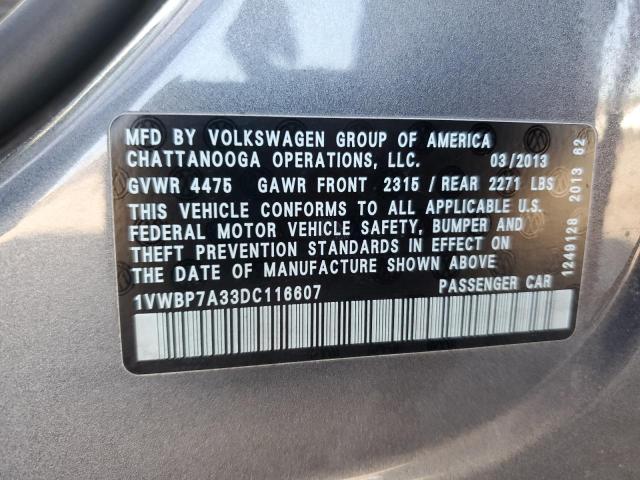 MFD BY VOLKSWAGEN GROUP OF AMERICA
CHATTANOOGA OPERATIONS, LLC. 03/2013
GVWR 4475 GAWR FRONT 2315 / REAR 2271 LBS
THIS VEHICLE CONFORMS TO ALL APPLICABLE U.S.
FEDERAL MOTOR VEHICLE SAFETY, BUMPER AND
THEFT PREVENTION STANDARDS IN EFFECT ON
THE DATE OF MANUFACTURE SHOWN ABOVE
1VWBP7A33DC116607 PASSENGER CAR
1249128 2013 62